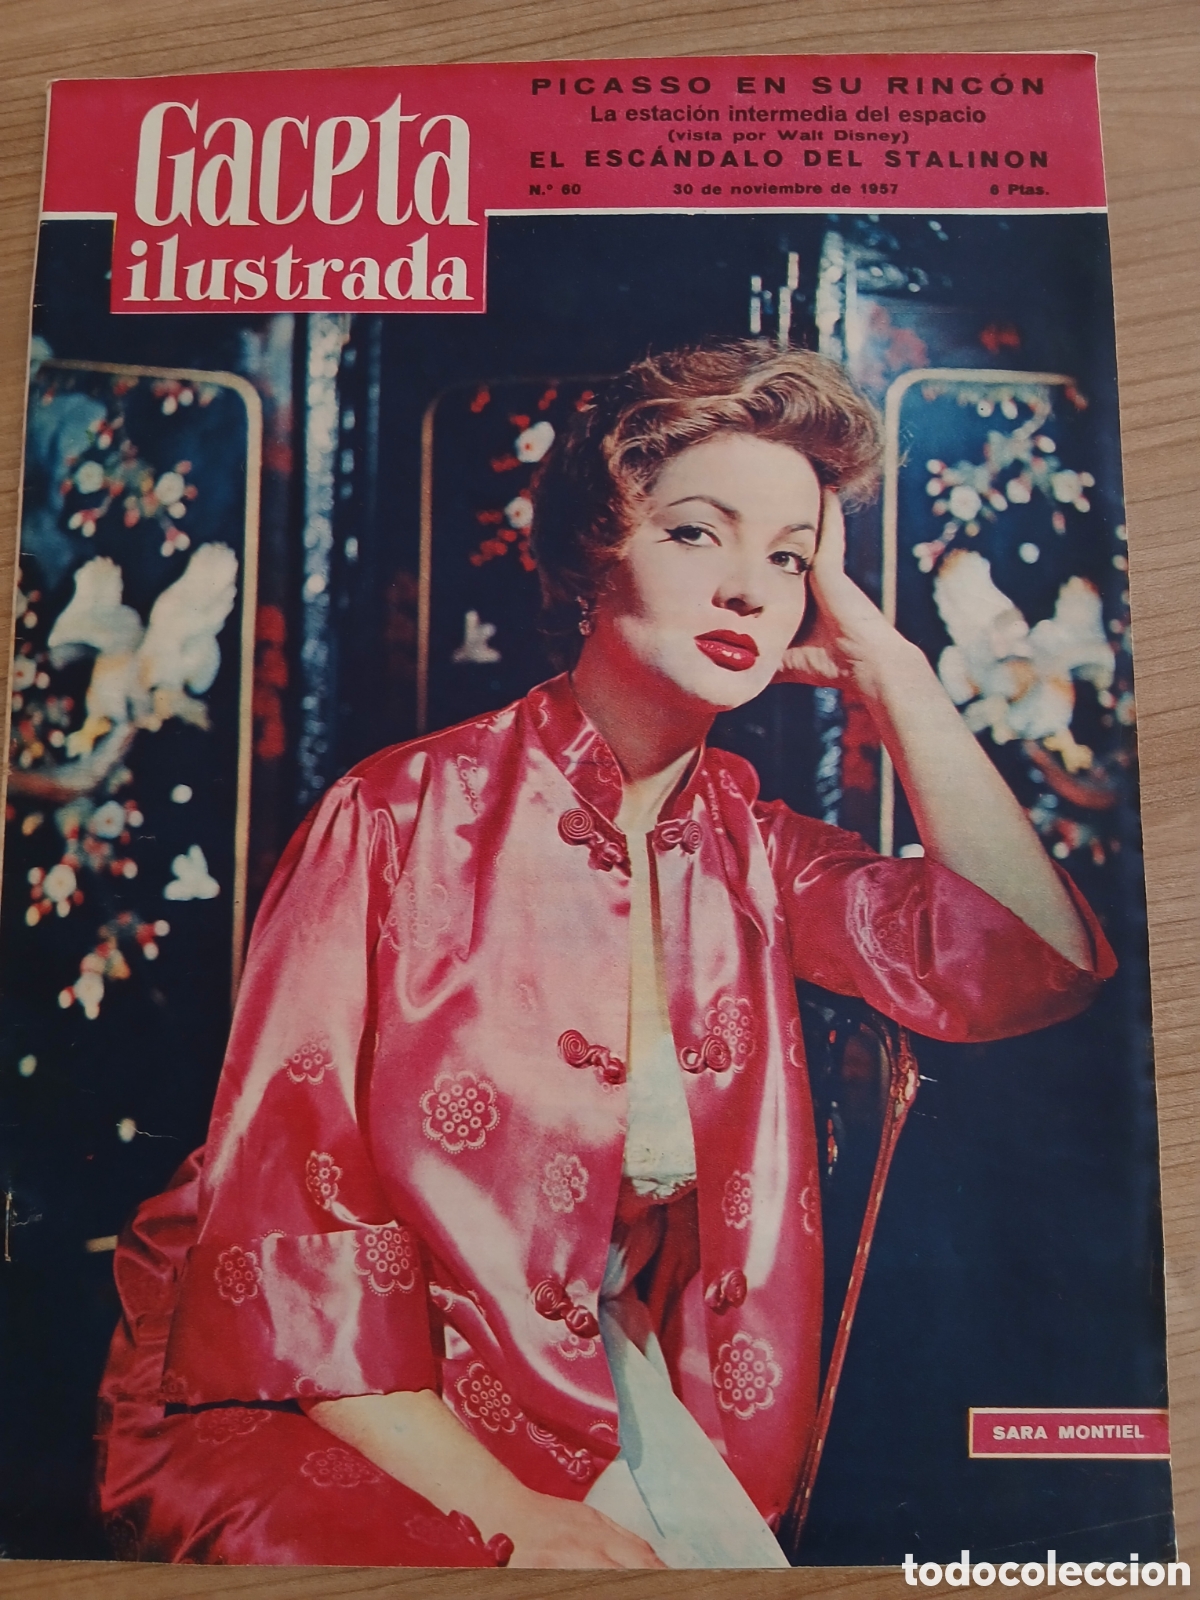 Gaceta
ilustrada
PICASSO EN SU RINCÓN
La estación intermedia del espacio
(vista por Walt Disney)
EL ESCÁNDALO DEL STALINON
N.° 60 30 de noviembre de 1957 6 Ptas.
SARA MONTIEL
todocoleccion